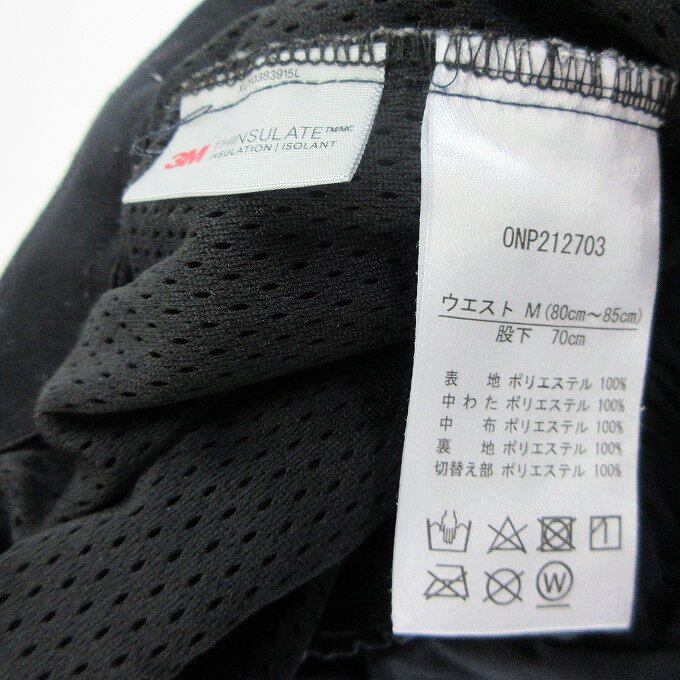 XU10383915L
3M THINSULATE TM/MC
INSULATION | ISOLANT
ONP212703
ウエスト M (80cm〜85cm)
股下 70cm
表 地 ポリエステル 100%
中わた ポリエステル 100%
中 布 ポリエステル 100%
裏 地 ポリエステル 100%
切替え部 ポリエステル 100%
W